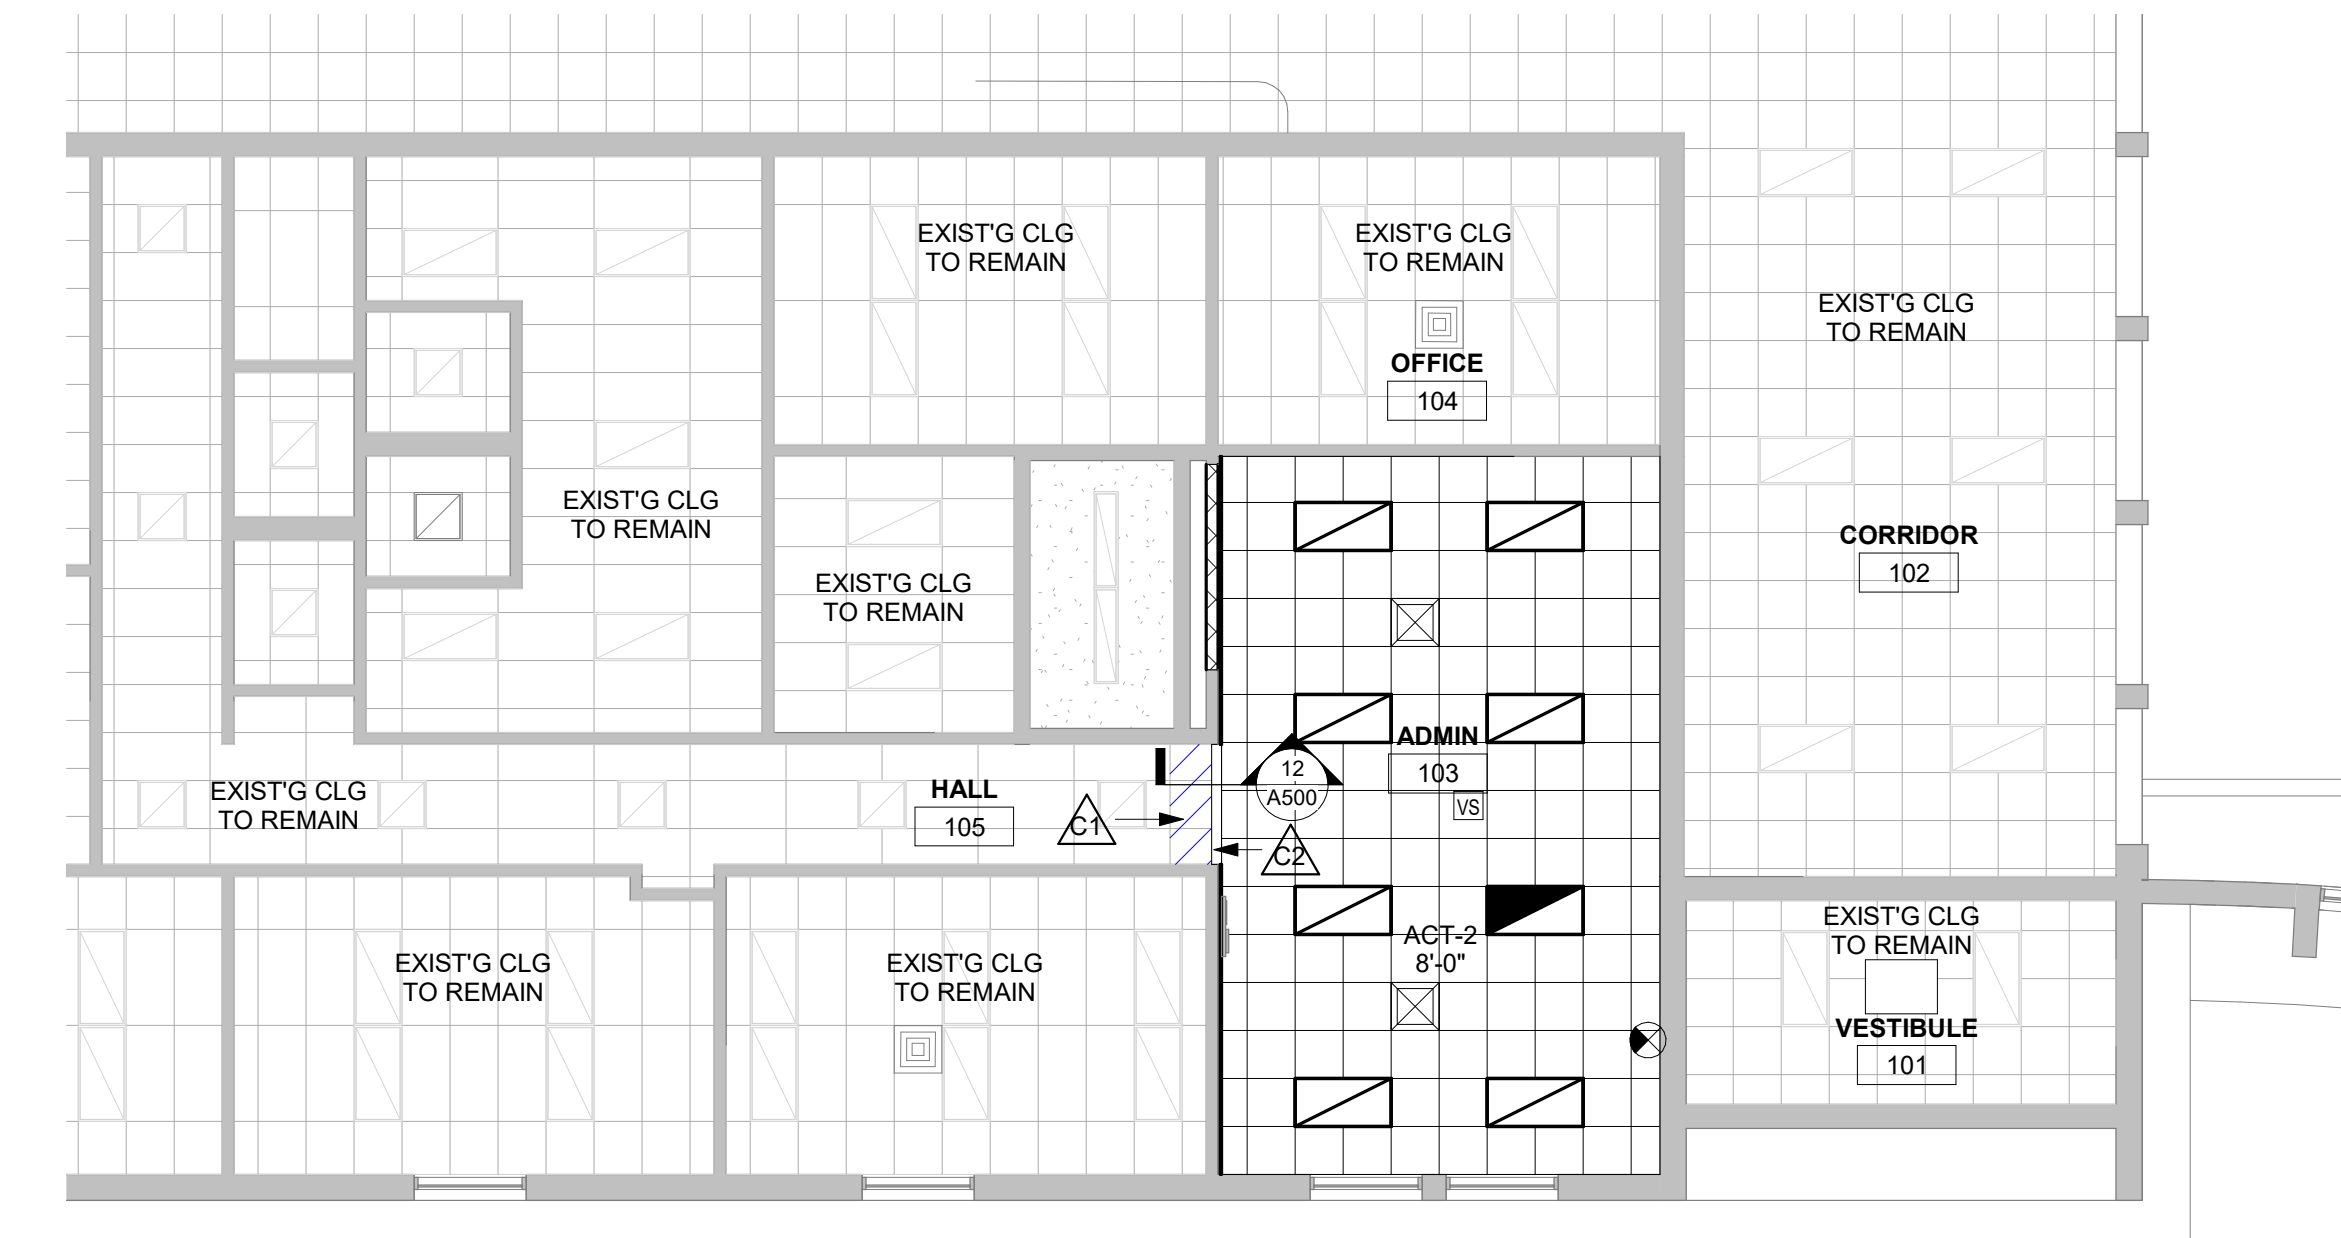 EXIST'G CLG
TO REMAIN
EXIST'G CLG
TO REMAIN
EXIST'G CLG
TO REMAIN
OFFICE
104
EXIST'G CLG
TO REMAIN
CORRIDOR
102
EXIST'G CLG
TO REMAIN
ADMIN
103
VS
12
A500
EXIST'G CLG
TO REMAIN
HALL
105
C1
C2
ACT-2
8'-0"
EXIST'G CLG
TO REMAIN
VESTIBULE
101
EXIST'G CLG
TO REMAIN
EXIST'G CLG
TO REMAIN